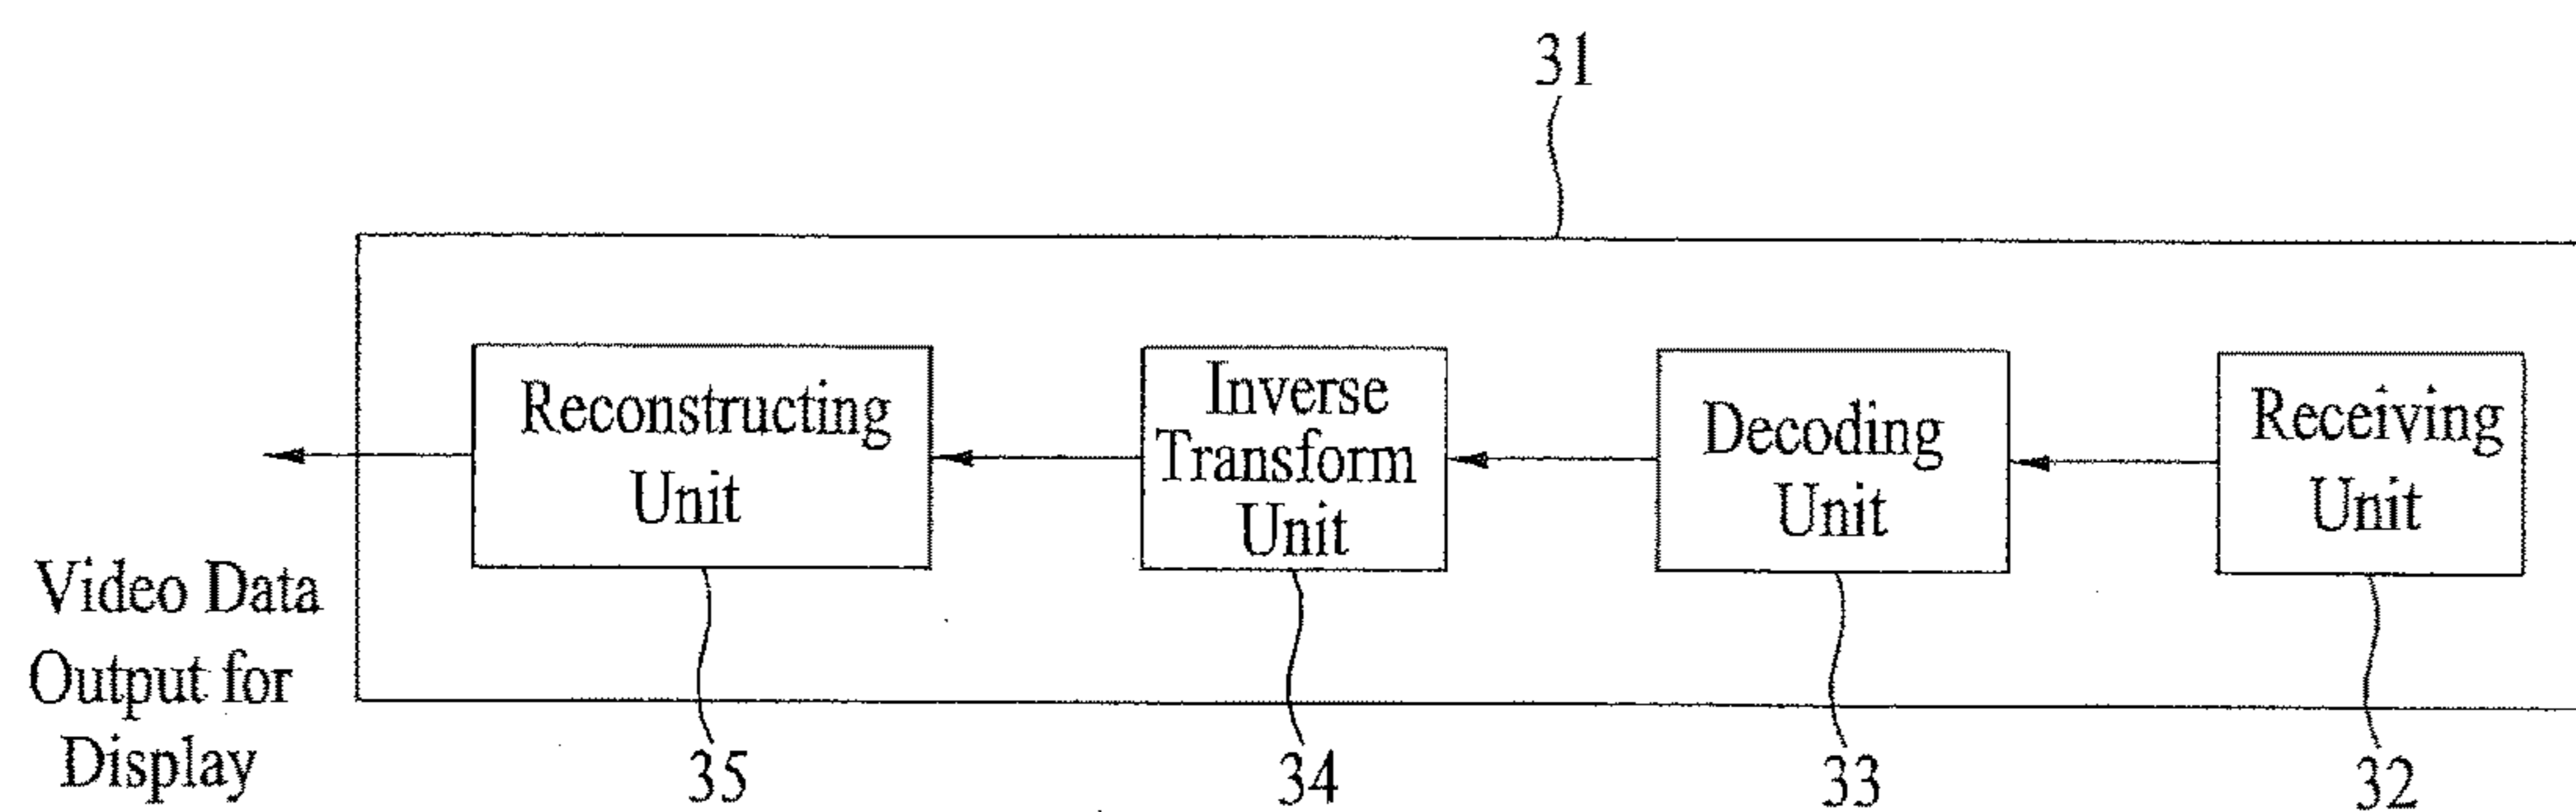 31
Reconstructing
Unit
Inverse
Transform
Unit
Decoding
Unit
Receiving
Unit
Video Data
Output for
Display
35
34
33
32